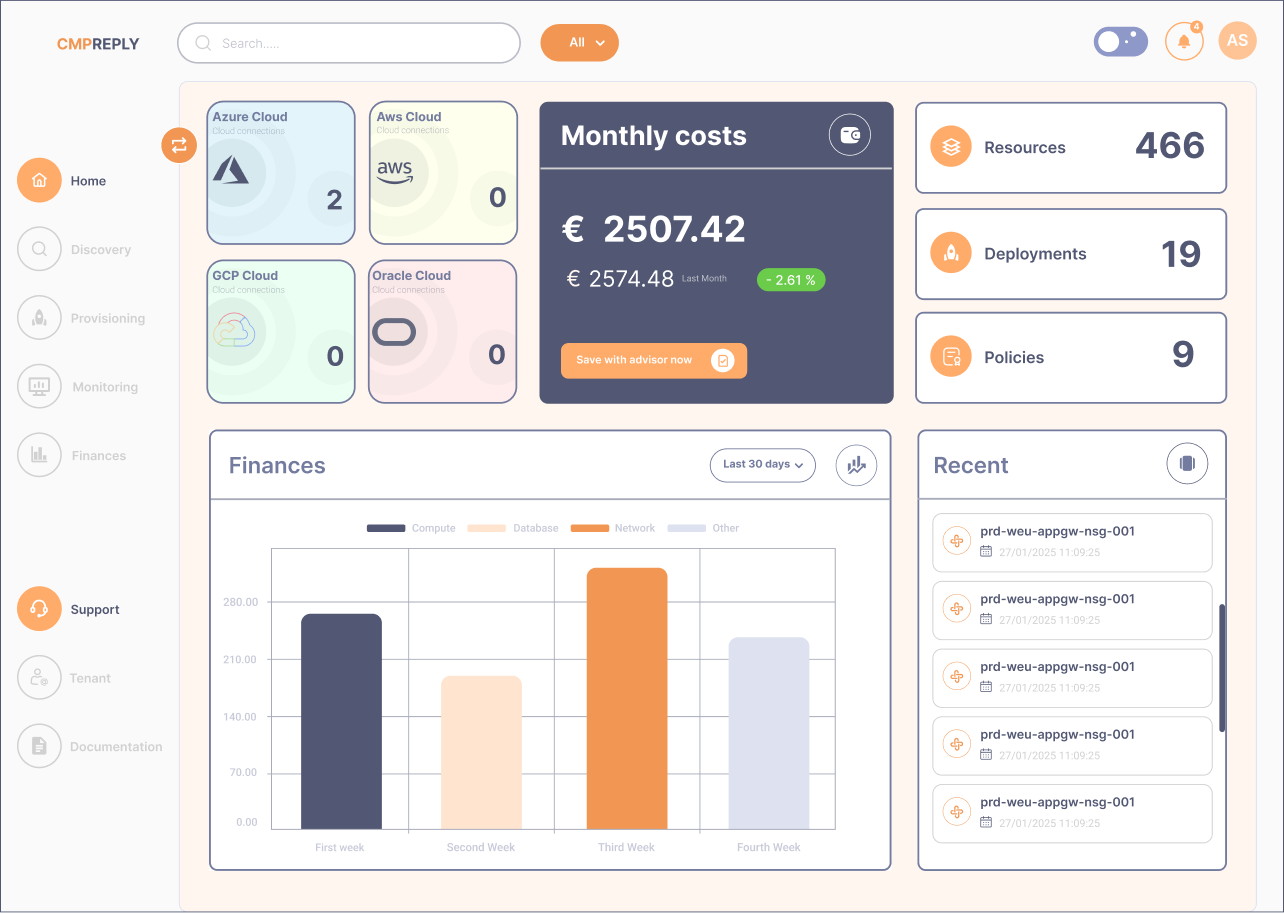 CMPREPLY
Search.....
All
4
AS
Home
Discovery
Provisioning
Monitoring
Finances
Support
Tenant
Documentation
Azure Cloud
Cloud connections
2
Aws Cloud
Cloud connections
aws
0
GCP Cloud
Cloud connections
0
Oracle Cloud
Cloud connections
0
Monthly costs
€ 2507.42
€ 2574.48 Last Month - 2.61 %
Save with advisor now
Resources 466
Deployments 19
Policies 9
Finances
Last 30 days
Compute Database Network Other
280.00
210.00
140.00
70.00
0.00
First week Second Week Third Week Fourth Week
Recent
prd-weu-appgw-nsg-001
27/01/2025 11:09:25
prd-weu-appgw-nsg-001
27/01/2025 11:09:25
prd-weu-appgw-nsg-001
27/01/2025 11:09:25
prd-weu-appgw-nsg-001
27/01/2025 11:09:25
prd-weu-appgw-nsg-001
27/01/2025 11:09:25